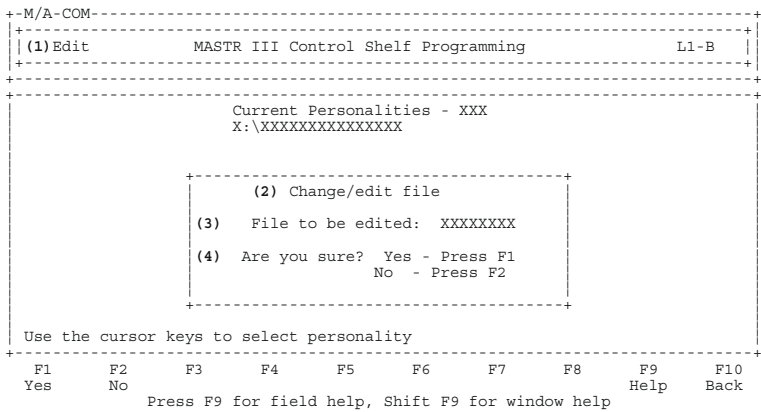 M/A-COM
(1)Edit MASTR III Control Shelf Programming L1-B
Current Personalities - XXX
X:\XXXXXXXXXXXXXXX
(2) Change/edit file
(3) File to be edited: XXXXXXXX
(4) Are you sure? Yes - Press F1
No - Press F2
Use the cursor keys to select personality
F1 F2 F3 F4 F5 F6 F7 F8 F9 F10
Yes No Help Back
Press F9 for field help, Shift F9 for window help